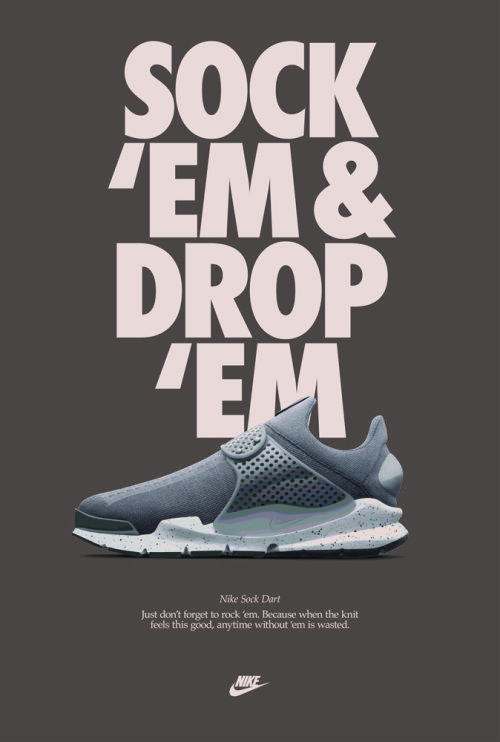 SOCK
‘EM &
DROP
‘EM
Nike Sock Dart
Just don’t forget to rock ‘em. Because when the knit
feels this good, anytime without ‘em is wasted.
NIKE